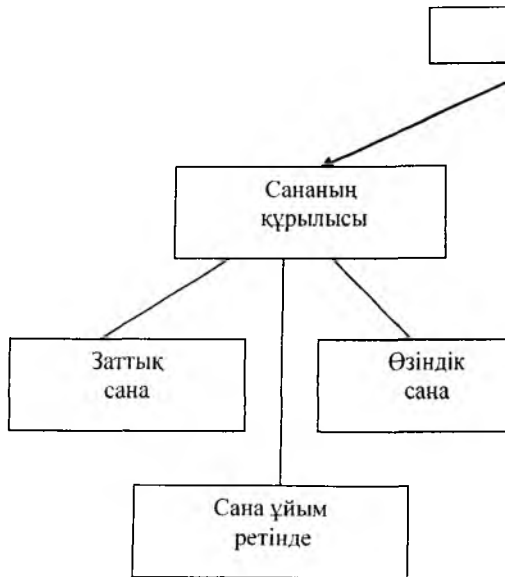 Сананың
құрылысы
Заттық
сана
Өзіндік
сана
Сана ұйым
ретінде